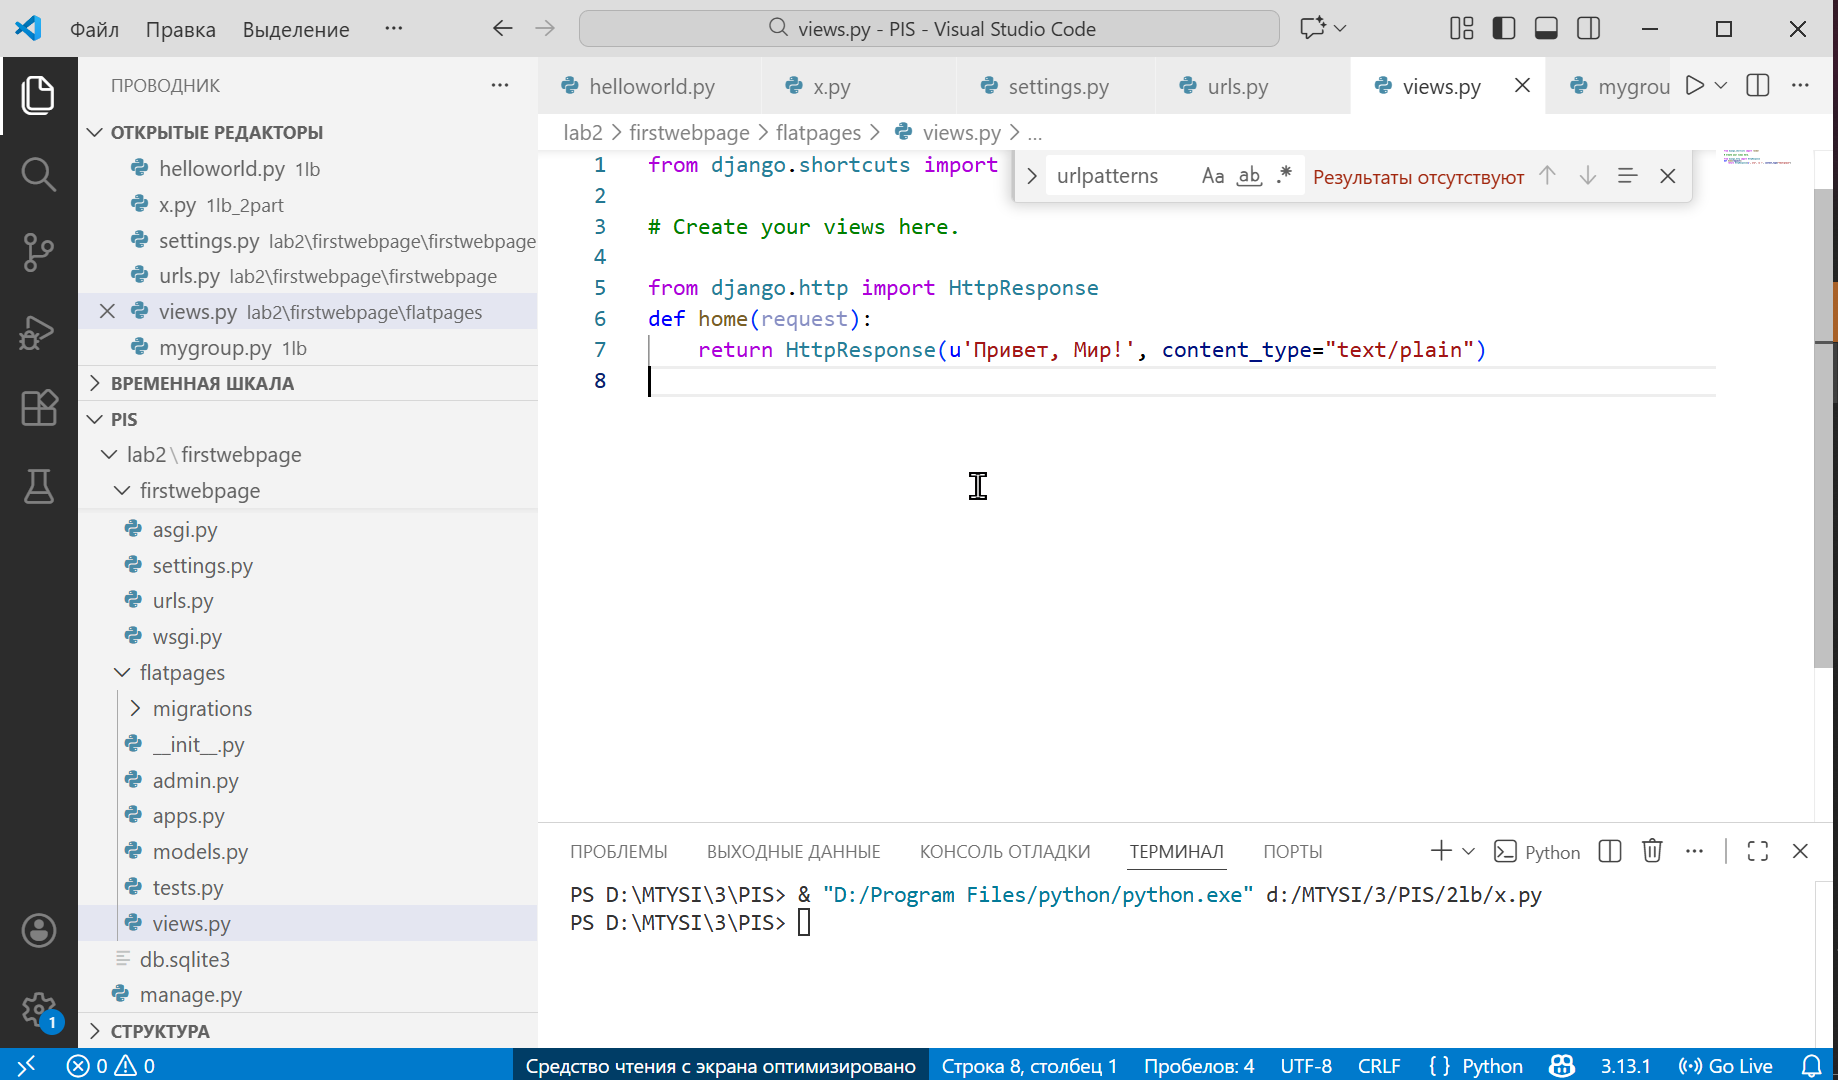 Файл Правка Выделение ··· views.py - PIS - Visual Studio Code
ПРОВОДНИК
helloworld.py x.py settings.py urls.py views.py mygrou
ОТКРЫТЫЕ РЕДАКТОРЫ
helloworld.py 1lb
x.py 1lb_2part
settings.py lab2\firstwebpage\firstwebpage
urls.py lab2\firstwebpage\firstwebpage
views.py lab2\firstwebpage\flatpages
mygroup.py 1lb
ВРЕМЕННАЯ ШКАЛА
PIS
lab2\firstwebpage
firstwebpage
asgi.py
settings.py
urls.py
wsgi.py
flatpages
migrations
__init__.py
admin.py
apps.py
models.py
tests.py
views.py
db.sqlite3
manage.py
СТРУКТУРА
1
lab2 > firstwebpage > flatpages > views.py > ...
urlpatterns Aa ab .* Результаты отсутствуют
1 from django.shortcuts import
2
3 # Create your views here.
4
5 from django.http import HttpResponse
6 def home(request):
7 return HttpResponse(u'Привет, Мир!', content_type="text/plain")
8
ПРОБЛЕМЫ ВЫХОДНЫЕ ДАННЫЕ КОНСОЛЬ ОТЛАДКИ ТЕРМИНАЛ ПОРТЫ Python
PS D:\MTYSI\3\PIS> & "D:/Program Files/python/python.exe" d:/MTYSI/3/PIS/2lb/x.py
PS D:\MTYSI\3\PIS>
0 0 Средство чтения с экрана оптимизировано Строка 8, столбец 1 Пробелов: 4 UTF-8 CRLF { } Python 3.13.1 Go Live